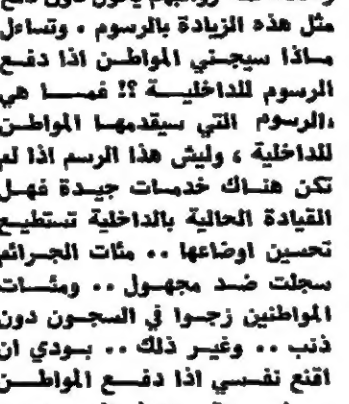 مثل هذه الزيادة بالرسوم ، وتساءل
ماذا سيجني المواطن اذا دفع
الرسوم للداخلية ؟! فما هي
الرسوم التي سيقدمها المواطن
للداخلية ، وليش هذا الرسم اذا لم
تكن هناك خدمات جيدة فهل
القيادة الحالية بالداخلية تستطيع
تحسين اوضاعها .. مئات الجرائم
سجلت ضد مجهول .. ومئات
المواطنين زجوا في السجون دون
ذنب .. وغير ذلك .. بودي ان
اقنع نفسي اذا دفع المواطن